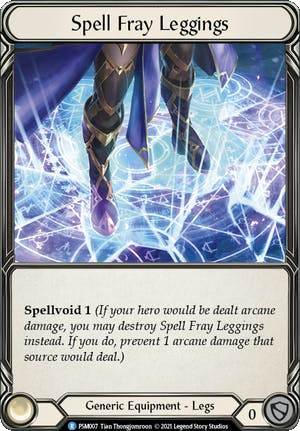 Spell Fray Leggings
Spellvoid 1 (If your hero would be dealt arcane
damage, you may destroy Spell Fray Leggings
instead. If you do, prevent 1 arcane damage that
source would deal.)
Generic Equipment - Legs
0
R PSM007 Tian Thongjomroon © 2021 Legend Story Studios